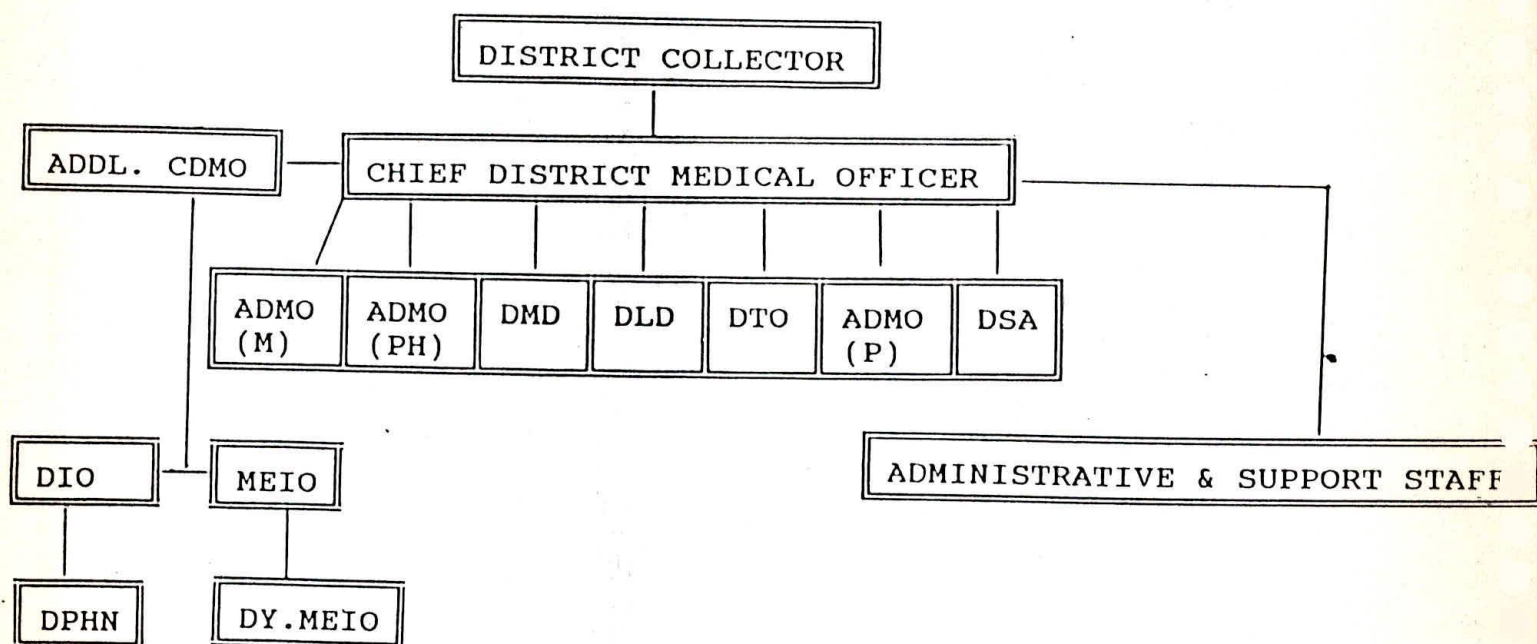 DISTRICT COLLECTOR
ADDL. CDMO
CHIEF DISTRICT MEDICAL OFFICER
ADMO
(M)
ADMO
(PH)
DMD
DLD
DTO
ADMO
(P)
DSA
DIO
MEIO
ADMINISTRATIVE & SUPPORT STAFF
DPHN
DY.MEIO